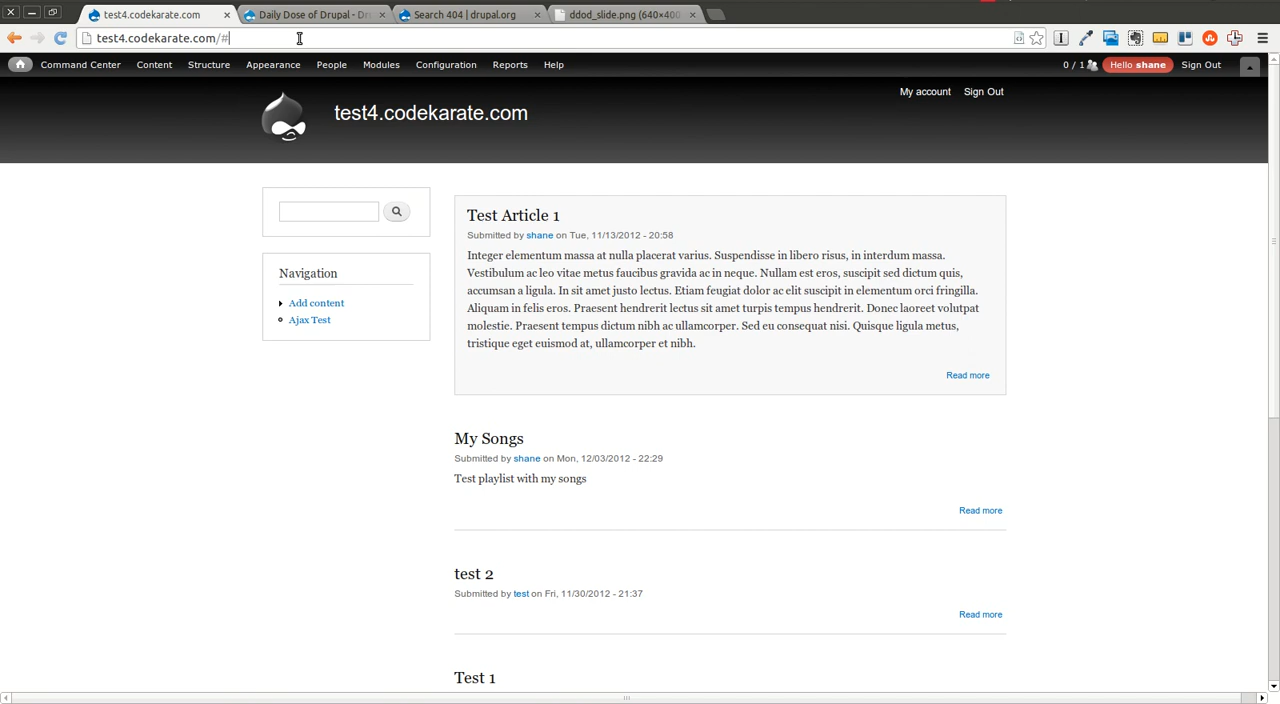 test4.codekarate.com
Daily Dose of Drupal - Dr
Search 404 | drupal.org
ddod_slide.png (640×400
test4.codekarate.com/#
Command Center Content Structure Appearance People Modules Configuration Reports Help 0 / 1 Hello shane Sign Out
My account Sign Out
test4.codekarate.com
Navigation
Add content
Ajax Test
Test Article 1
Submitted by shane on Tue, 11/13/2012 - 20:58
Integer elementum massa at nulla placerat varius. Suspendisse in libero risus, in interdum massa.
Vestibulum ac leo vitae metus faucibus gravida ac in neque. Nullam est eros, suscipit sed dictum quis,
accumsan a ligula. In sit amet justo lectus. Etiam feugiat dolor ac elit suscipit in elementum orci fringilla.
Aliquam in felis eros. Praesent hendrerit lectus sit amet turpis tempus hendrerit. Donec laoreet volutpat
molestie. Praesent tempus dictum nibh ac ullamcorper. Sed eu consequat nisi. Quisque ligula metus,
tristique eget euismod at, ullamcorper et nibh.
Read more
My Songs
Submitted by shane on Mon, 12/03/2012 - 22:29
Test playlist with my songs
Read more
test 2
Submitted by test on Fri, 11/30/2012 - 21:37
Read more
Test 1